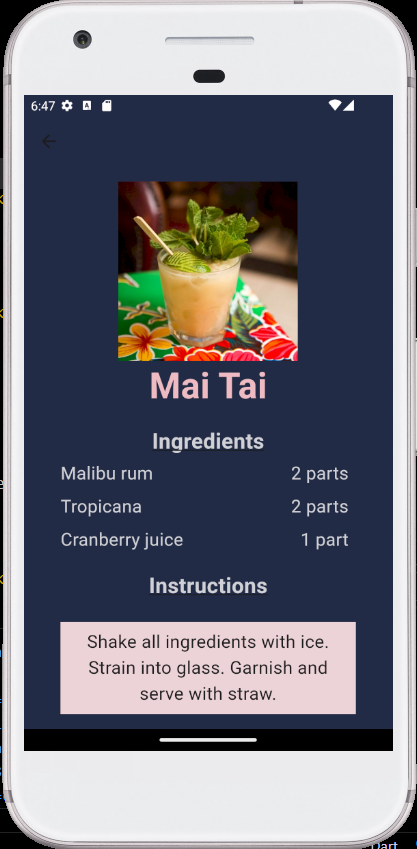 6:47
A
Mai Tai
Ingredients
Malibu rum 2 parts
Tropicana 2 parts
Cranberry juice 1 part
Instructions
Shake all ingredients with ice.
Strain into glass. Garnish and
serve with straw.
Dart